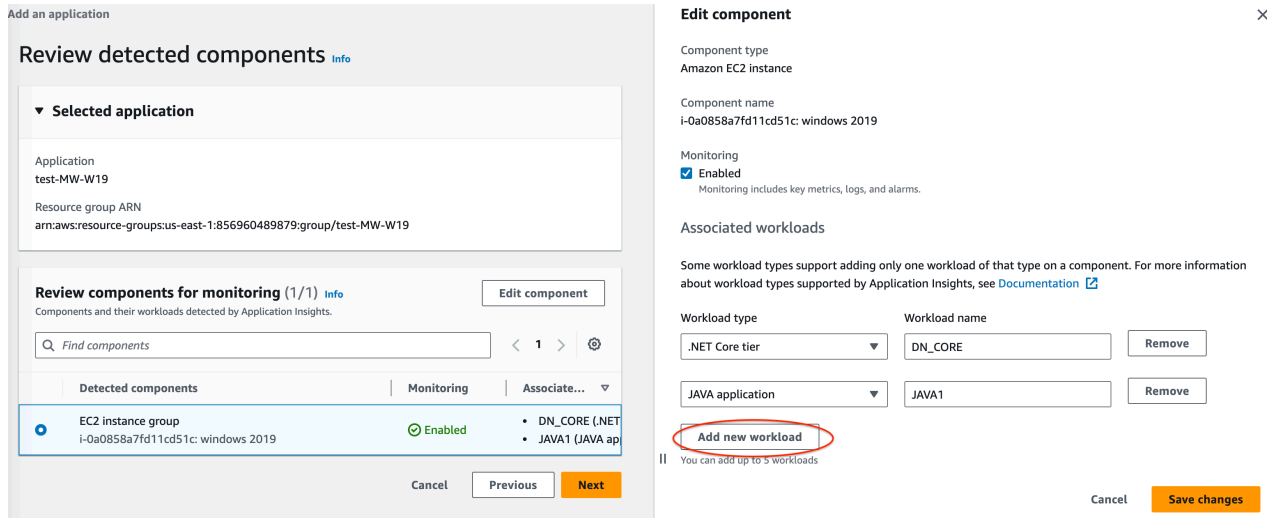 Add an application
Review detected components Info
Selected application
Application
test-MW-W19
Resource group ARN
arn:aws:resource-groups:us-east-1:856960489879:group/test-MW-W19
Review components for monitoring (1/1) Info
Edit component
Components and their workloads detected by Application Insights.
Find components
1
Detected components Monitoring Associate...
EC2 instance group
i-0a0858a7fd11cd51c: windows 2019
Enabled
• DN_CORE (.NET
• JAVA1 (JAVA ap
Cancel Previous Next
Edit component
Component type
Amazon EC2 instance
Component name
i-0a0858a7fd11cd51c: windows 2019
Monitoring
Enabled
Monitoring includes key metrics, logs, and alarms.
Associated workloads
Some workload types support adding only one workload of that type on a component. For more information
about workload types supported by Application Insights, see Documentation
Workload type Workload name
.NET Core tier DN_CORE Remove
JAVA application JAVA1 Remove
Add new workload
You can add up to 5 workloads
Cancel Save changes